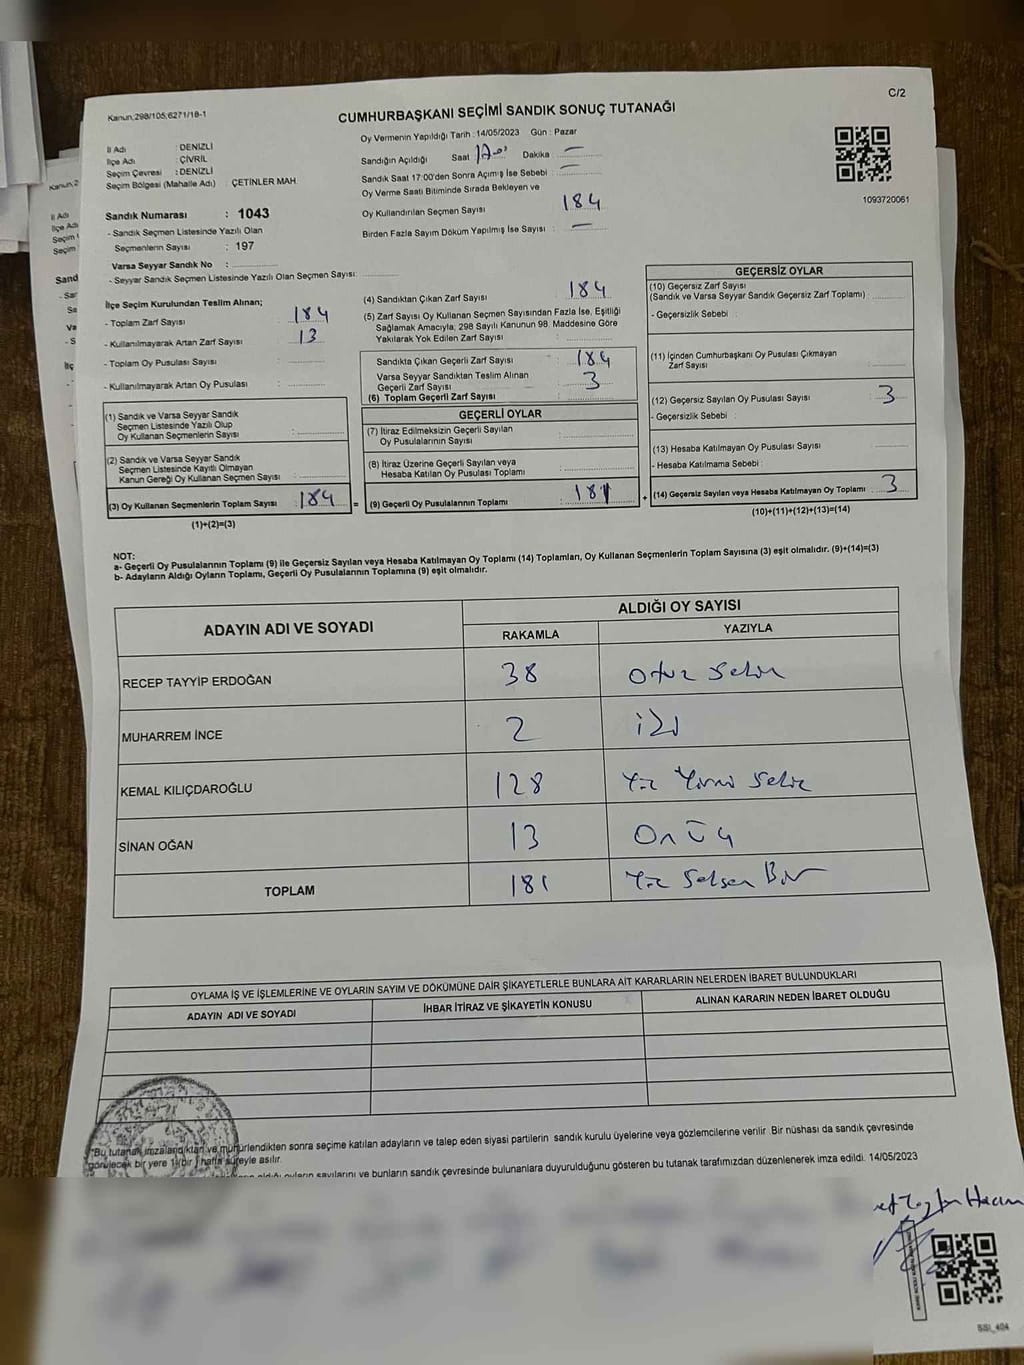 Kanun,298/105;6271/18-1
C/2
CUMHURBAŞKANI SEÇİMİ SANDIK SONUÇ TUTANAĞI
İl Adı : DENİZLİ
İlçe Adı : ÇİVRİL
Seçim Çevresi : DENİZLİ
Seçim Bölgesi (Mahalle Adı) : ÇETİNLER MAH.
Sandık Numarası : 1043
- Sandık Seçmen Listesinde Yazılı Olan
Seçmenlerin Sayısı : 197
Varsa Seyyar Sandık No :
- Seyyar Sandık Seçmen Listesinde Yazılı Olan Seçmen Sayısı:
Oy Vermenin Yapıldığı Tarih : 14/05/2023 Gün : Pazar
Sandığın Açıldığı Saat 17.00 Dakika : —
Sandık Saat 17:00'den Sonra Açımış İse Sebebi : —
Oy Verme Saati Bitiminde Sırada Bekleyen ve
Oy Kullandırılan Seçmen Sayısı 184
Birden Fazla Sayım Döküm Yapılmış İse Sayısı : —
1093720061
İlçe Seçim Kurulundan Teslim Alınan;
- Toplam Zarf Sayısı 184
- Kullanılmayarak Artan Zarf Sayısı : 13
- Toplam Oy Pusulası Sayısı :
- Kullanılmayarak Artan Oy Pusulası :
(1) Sandık ve Varsa Seyyar Sandık
Seçmen Listesinde Yazılı Olup
Oy Kullanan Seçmenlerin Sayısı :
(2) Sandık ve Varsa Seyyar Sandık
Seçmen Listesinde Kayıtlı Olmayan
Kanun Gereği Oy Kullanan Seçmen Sayısı :
(3) Oy Kullanan Seçmenlerin Toplam Sayısı : 184 =
(1)+(2)=(3)
(4) Sandıktan Çıkan Zarf Sayısı : 184
(5) Zarf Sayısı Oy Kullanan Seçmen Sayısından Fazla İse, Eşitliği
Sağlamak Amacıyla; 298 Sayılı Kanunun 98. Maddesine Göre
Yakılarak Yok Edilen Zarf Sayısı :
Sandıkta Çıkan Geçerli Zarf Sayısı : 184
Varsa Seyyar Sandıktan Teslim Alınan
Geçerli Zarf Sayısı : 3
(6) Toplam Geçerli Zarf Sayısı :
GEÇERLİ OYLAR
(7) İtiraz Edilmeksizin Geçerli Sayılan
Oy Pusulalarının Sayısı :
(8) İtiraz Üzerine Geçerli Sayılan veya
Hesaba Katılan Oy Pusulası Toplamı :
(9) Geçerli Oy Pusulalarının Toplamı : 181 +
GEÇERSİZ OYLAR
(10) Geçersiz Zarf Sayısı
(Sandık ve Varsa Seyyar Sandık Geçersiz Zarf Toplamı) :
- Geçersizlik Sebebi :
(11) İçinden Cumhurbaşkanı Oy Pusulası Çıkmayan
Zarf Sayısı :
(12) Geçersiz Sayılan Oy Pusulası Sayısı : 3
- Geçersizlik Sebebi :
(13) Hesaba Katılmayan Oy Pusulası Sayısı :
- Hesaba Katılmama Sebebi :
(14) Geçersiz Sayılan veya Hesaba Katılmayan Oy Toplamı : 3
(10)+(11)+(12)+(13)=(14)
NOT:
a- Geçerli Oy Pusulalarının Toplamı (9) ile Geçersiz Sayılan veya Hesaba Katılmayan Oy Toplamı (14) Toplamları, Oy Kullanan Seçmenlerin Toplam Sayısına (3) eşit olmalıdır. (9)+(14)=(3)
b- Adayların Aldığı Oyların Toplamı, Geçerli Oy Pusulalarının Toplamına (9) eşit olmalıdır.
ADAYIN ADI VE SOYADI
ALDIĞI OY SAYISI
RAKAMLA YAZIYLA
RECEP TAYYİP ERDOĞAN 38 Otuz Sekiz
MUHARREM İNCE 2 iki
KEMAL KILIÇDAROĞLU 128 Yüz Yirmi Sekiz
SİNAN OĞAN 13 On Üç
TOPLAM 181 Yüz Seksen Bir
OYLAMA İŞ VE İŞLEMLERİNE VE OYLARIN SAYIM VE DÖKÜMÜNE DAİR ŞİKAYETLERLE BUNLARA AİT KARARLARIN NELERDEN İBARET BULUNDUKLARI
ADAYIN ADI VE SOYADI İHBAR İTİRAZ VE ŞİKAYETİN KONUSU ALINAN KARARIN NEDEN İBARET OLDUĞU
"Bu tutanak imzalandıktan ve mühürlendikten sonra seçime katılan adayların ve talep eden siyasi partilerin sandık kurulu üyelerine veya gözlemcilerine verilir. Bir nüshası da sandık çevresinde
görülecek bir yere 1 (bir) hafta süreyle asılır.
oyların sayılarını ve bunların sandık çevresinde bulunanlara duyurulduğunu gösteren bu tutanak tarafımızdan düzenlenerek imza edildi. 14/05/2023
SSİ_404